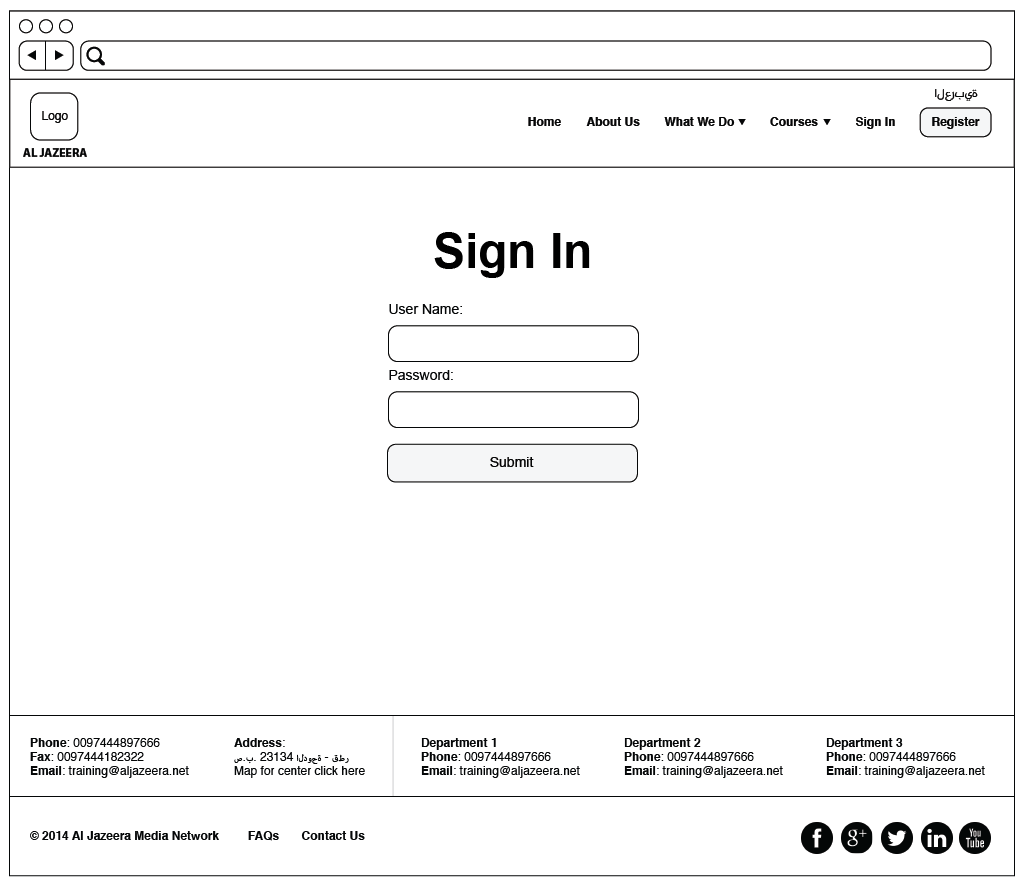 العربية
Logo
AL JAZEERA
Home
About Us
What We Do
Courses
Sign In
Register
Sign In
User Name:
Password:
Submit
Phone: 0097444897666
Fax: 0097444182322
Email: training@aljazeera.net
Address:
ص.ب. 23134 الدوحة - قطر
Map for center click here
Department 1
Phone: 0097444897666
Email: training@aljazeera.net
Department 2
Phone: 0097444897666
Email: training@aljazeera.net
Department 3
Phone: 0097444897666
Email: training@aljazeera.net
© 2014 Al Jazeera Media Network
FAQs
Contact Us
f
g+
in
You
Tube